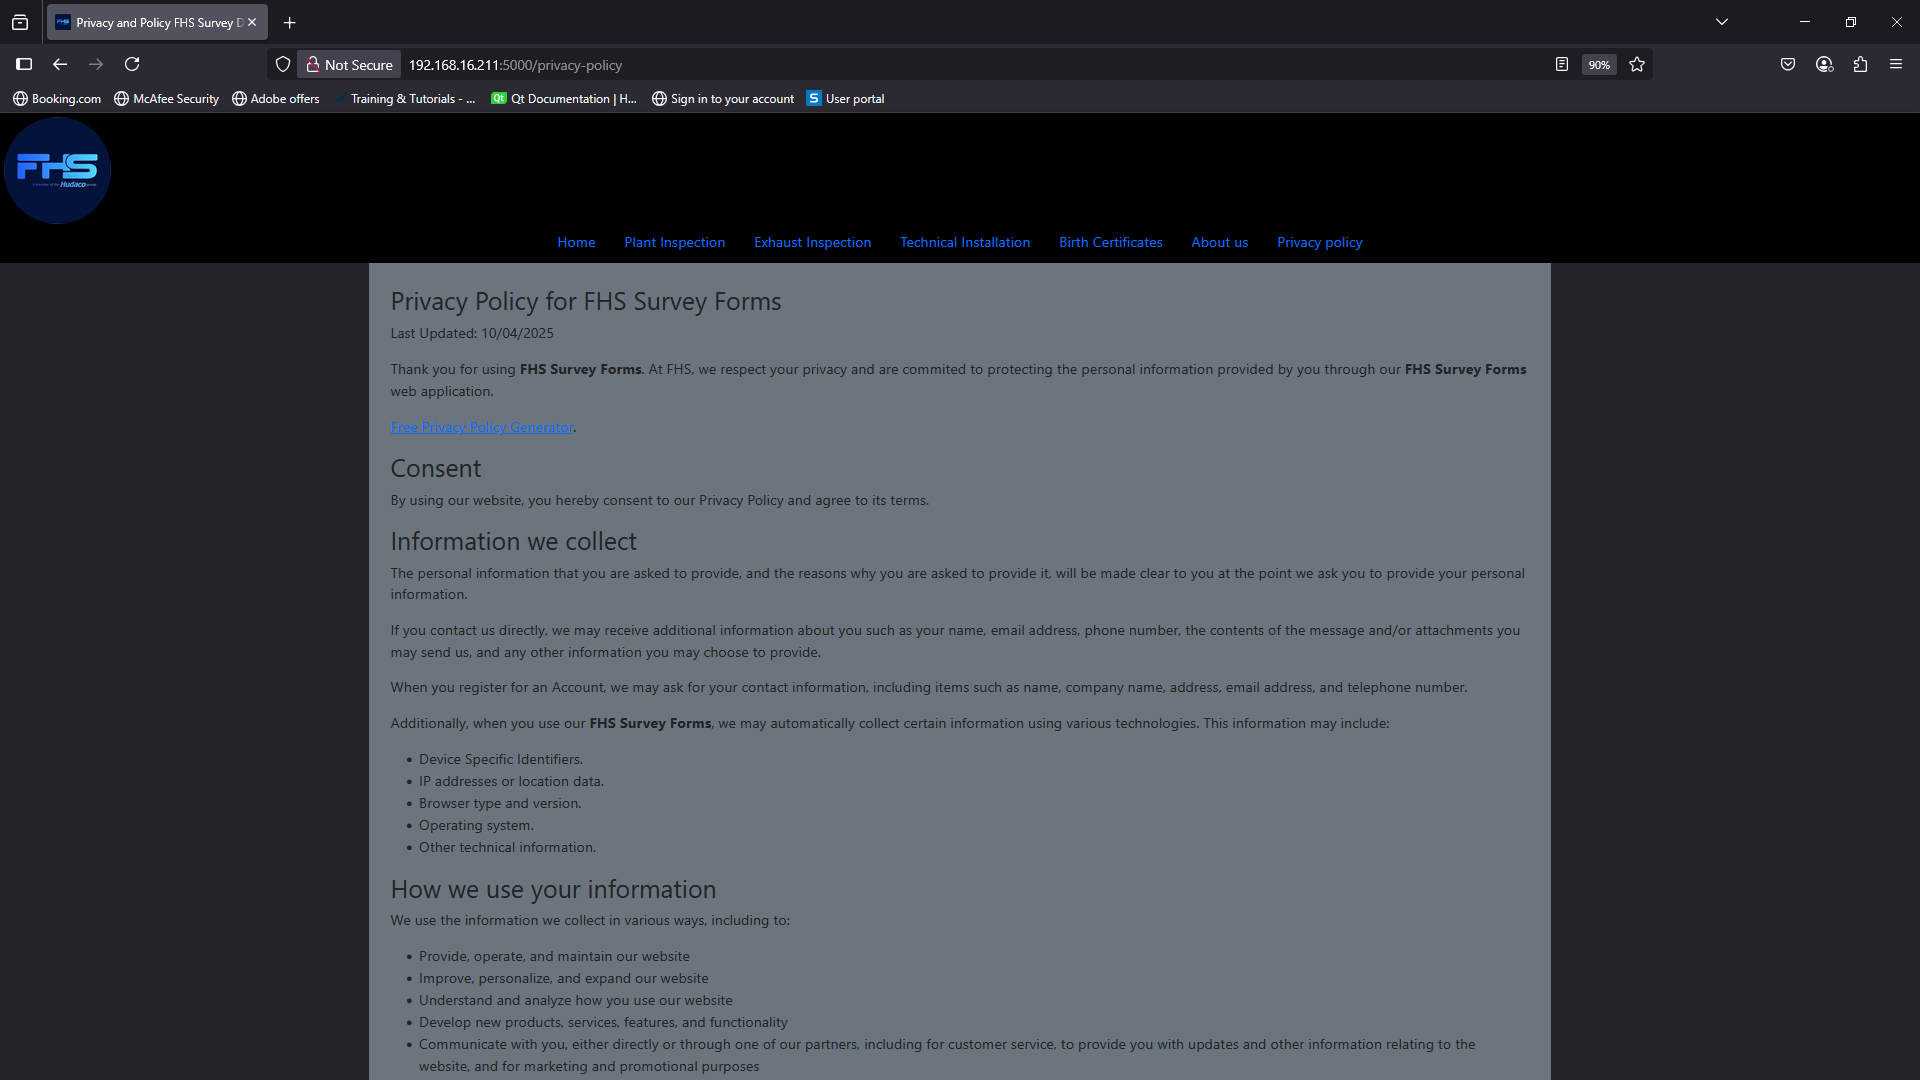 Privacy and Policy FHS Survey D
Not Secure
192.168.16.211:5000/privacy-policy
90%
Booking.com
McAfee Security
Adobe offers
Training & Tutorials - ...
Qt Documentation | H...
Sign in to your account
User portal
FHS
a member of the Hudaco group
Home
Plant Inspection
Exhaust Inspection
Technical Installation
Birth Certificates
About us
Privacy policy
Privacy Policy for FHS Survey Forms
Last Updated: 10/04/2025
Thank you for using FHS Survey Forms. At FHS, we respect your privacy and are commited to protecting the personal information provided by you through our FHS Survey Forms
web application.
Free Privacy Policy Generator.
Consent
By using our website, you hereby consent to our Privacy Policy and agree to its terms.
Information we collect
The personal information that you are asked to provide, and the reasons why you are asked to provide it, will be made clear to you at the point we ask you to provide your personal
information.
If you contact us directly, we may receive additional information about you such as your name, email address, phone number, the contents of the message and/or attachments you
may send us, and any other information you may choose to provide.
When you register for an Account, we may ask for your contact information, including items such as name, company name, address, email address, and telephone number.
Additionally, when you use our FHS Survey Forms, we may automatically collect certain information using various technologies. This information may include:
• Device Specific Identifiers.
• IP addresses or location data.
• Browser type and version.
• Operating system.
• Other technical information.
How we use your information
We use the information we collect in various ways, including to:
• Provide, operate, and maintain our website
• Improve, personalize, and expand our website
• Understand and analyze how you use our website
• Develop new products, services, features, and functionality
• Communicate with you, either directly or through one of our partners, including for customer service, to provide you with updates and other information relating to the
website, and for marketing and promotional purposes